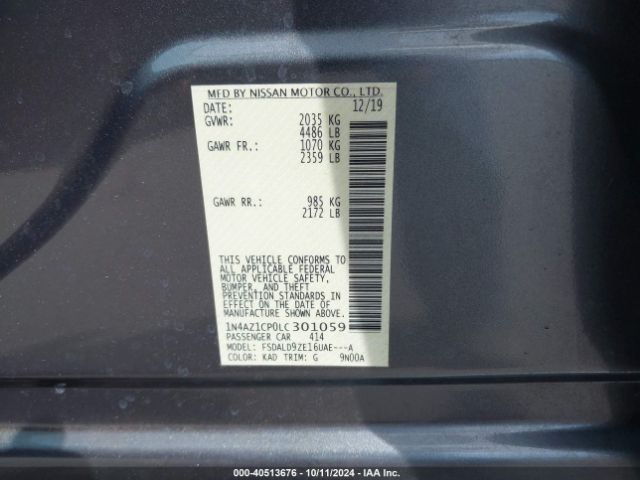 MFD BY NISSAN MOTOR CO., LTD.
DATE: 12/19
GVWR: 2035 KG
4486 LB
GAWR FR.: 1070 KG
2359 LB
GAWR RR.: 985 KG
2172 LB
THIS VEHICLE CONFORMS TO
ALL APPLICABLE FEDERAL
MOTOR VEHICLE SAFETY,
BUMPER, AND THEFT
PREVENTION STANDARDS IN
EFFECT ON THE DATE OF
MANUFACTURE SHOWN ABOVE.
1N4AZ1CP0LC301059
PASSENGER CAR 414
MODEL: FSDALD9ZE16UAE---A
COLOR: KAD TRIM: G 9N00A
000-40513676 - 10/11/2024 - IAA Inc.